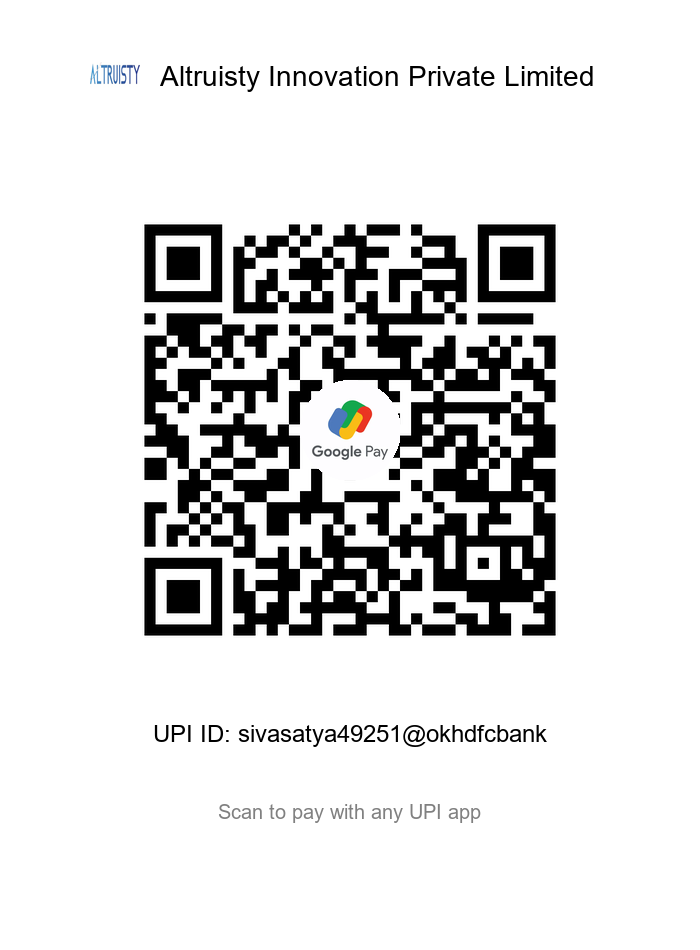 ALTRUISTY Altruisty Innovation Private Limited
Google Pay
UPI ID: sivasatya49251@okhdfcbank
Scan to pay with any UPI app